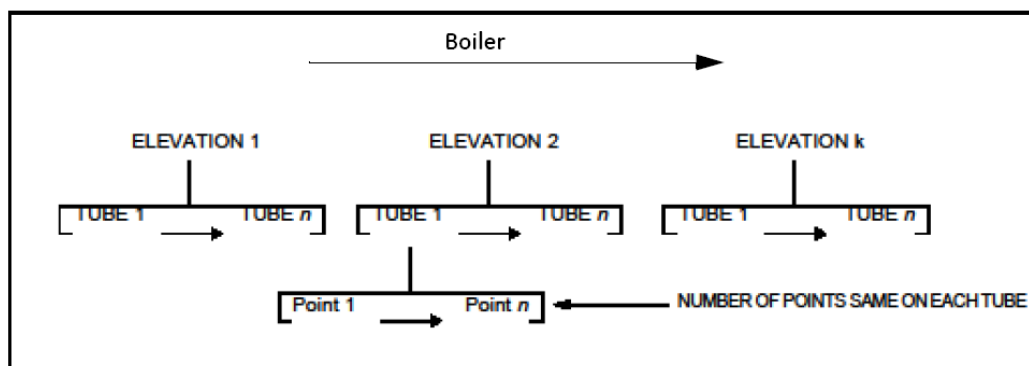 Boiler
ELEVATION 1 ELEVATION 2 ELEVATION k
TUBE 1 TUBE n TUBE 1 TUBE n TUBE 1 TUBE n
Point 1 Point n NUMBER OF POINTS SAME ON EACH TUBE